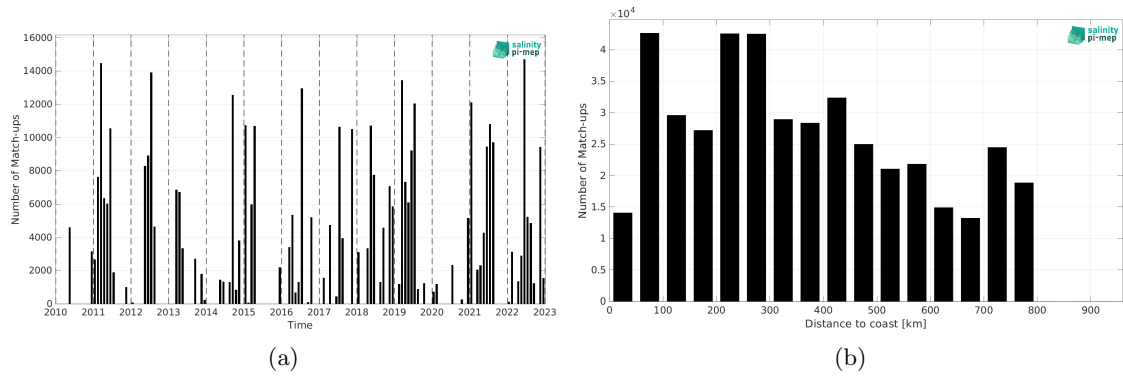 16000
14000
12000
10000
8000
6000
4000
2000
0
Number of Match-ups
2010 2011 2012 2013 2014 2015 2016 2017 2018 2019 2020 2021 2022 2023
Time
salinity
pi-mep
(a)
×10⁴
4
3.5
3
2.5
2
1.5
1
0.5
0
Number of Match-ups
0 100 200 300 400 500 600 700 800 900
Distance to coast [km]
salinity
pi-mep
(b)